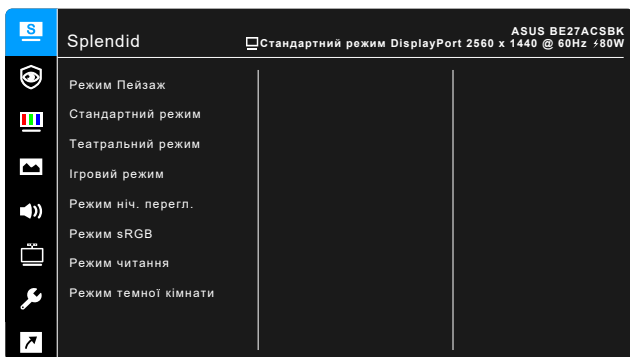 S
ASUS BE27ACSBK
Splendid
Стандартний режим DisplayPort 2560 x 1440 @ 60Hz ⚡80W
Режим Пейзаж
Стандартний режим
Театральний режим
Ігровий режим
Режим ніч. перегл.
Режим sRGB
Режим читання
Режим темної кімнати